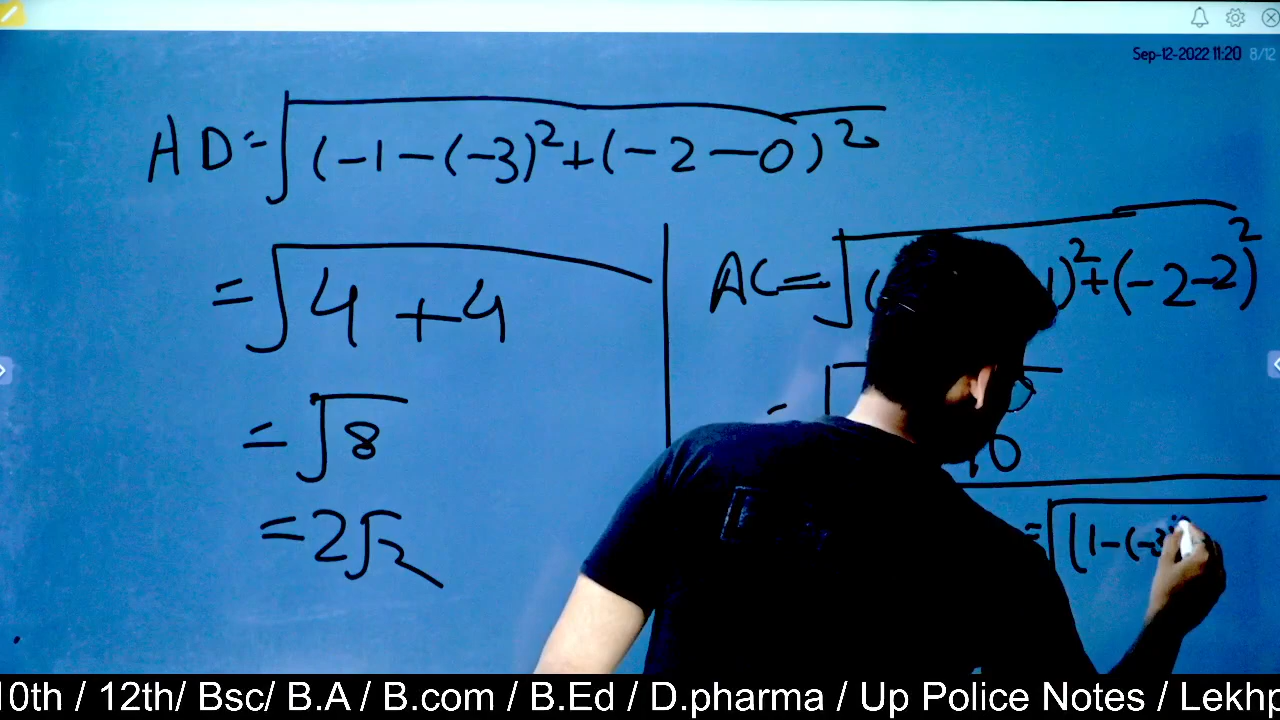 Sep-12-2022 11:20 8/12
AD=√(-1-(-3)²+(-2-0)²
=√4+4
=√8
=2√2
AC=√( 1)²+(-2-2)²
=√
0
=√(1-(-3)
10th / 12th/ Bsc/ B.A / B.com / B.Ed / D.pharma / Up Police Notes / Lekhp